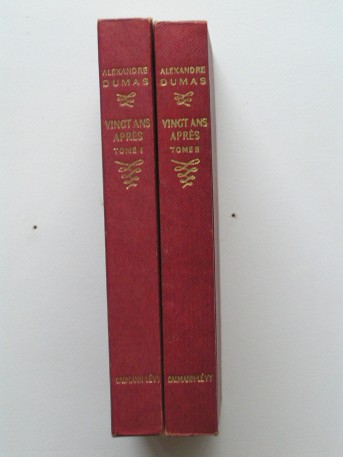 ALEXANDRE
DUMAS
VINGT ANS
APRÈS
TOME I
CALMANN-LÉVY
ALEXANDRE
DUMAS
VINGT ANS
APRÈS
TOME II
CALMANN-LÉVY